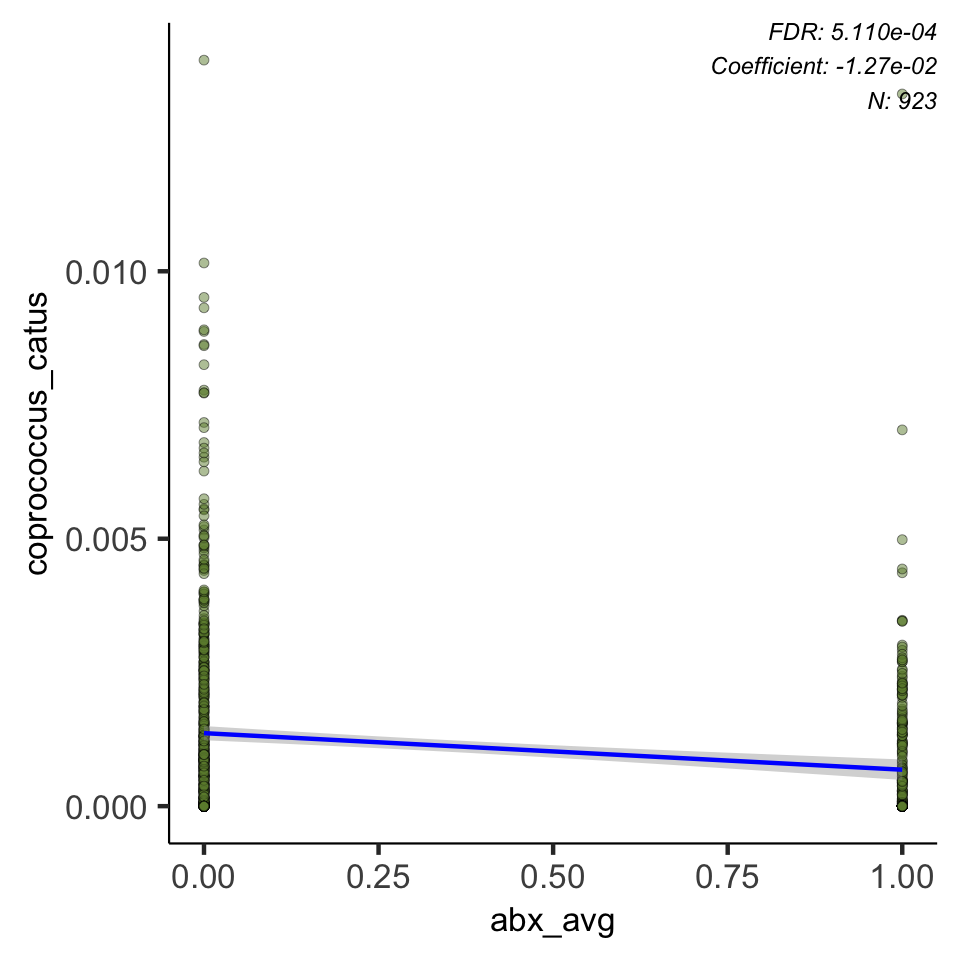 FDR: 5.110e-04
Coefficient: -1.27e-02
N: 923
0.010
0.005
0.000
coprococcus_catus
0.00 0.25 0.50 0.75 1.00
abx_avg